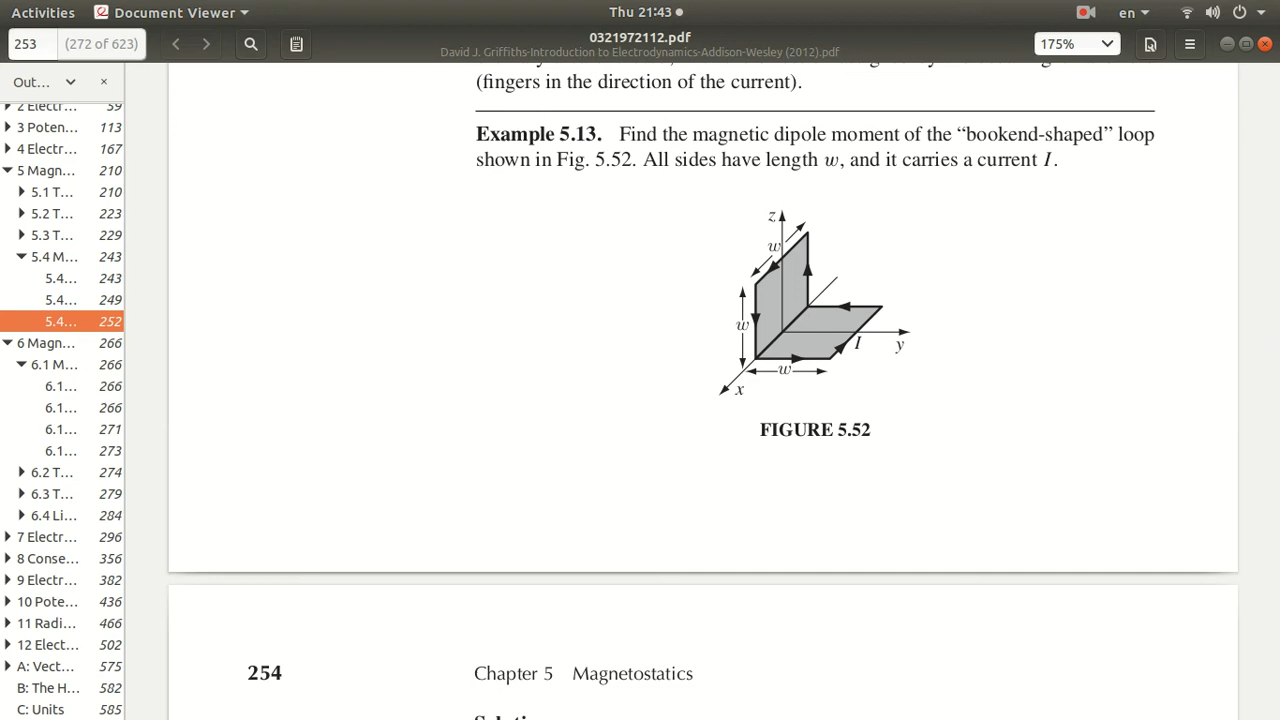 Activities
Document Viewer
Thu 21:43
en
253
(272 of 623)
0321972112.pdf
David J. Griffiths-Introduction to Electrodynamics-Addison-Wesley (2012).pdf
175%
Out...
2 Electr... 59
3 Poten... 113
4 Electr... 167
5 Magn... 210
5.1 T... 210
5.2 T... 223
5.3 T... 229
5.4 M... 243
5.4... 243
5.4... 249
5.4... 252
6 Magn... 266
6.1 M... 266
6.1... 266
6.1... 266
6.1... 271
6.1... 273
6.2 T... 274
6.3 T... 279
6.4 Li... 284
7 Electr... 296
8 Conse... 356
9 Electr... 382
10 Pote... 436
11 Radi... 466
12 Elect... 502
A: Vect... 575
B: The H... 582
C: Units 585
(fingers in the direction of the current).
Example 5.13. Find the magnetic dipole moment of the “bookend-shaped” loop
shown in Fig. 5.52. All sides have length w, and it carries a current I.
z
w
w
I
y
w
x
FIGURE 5.52
254 Chapter 5 Magnetostatics